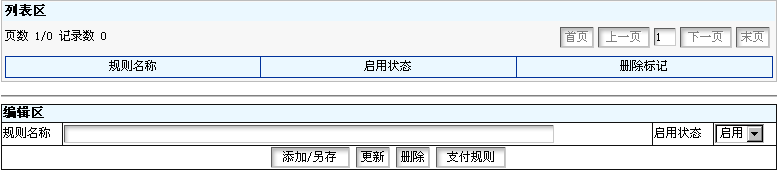 列表区
页数 1/0 记录数 0 首页 上一页 1 下一页 末页
规则名称 启用状态 删除标记
编辑区
规则名称 启用状态 启用
添加/另存 更新 删除 支付规则